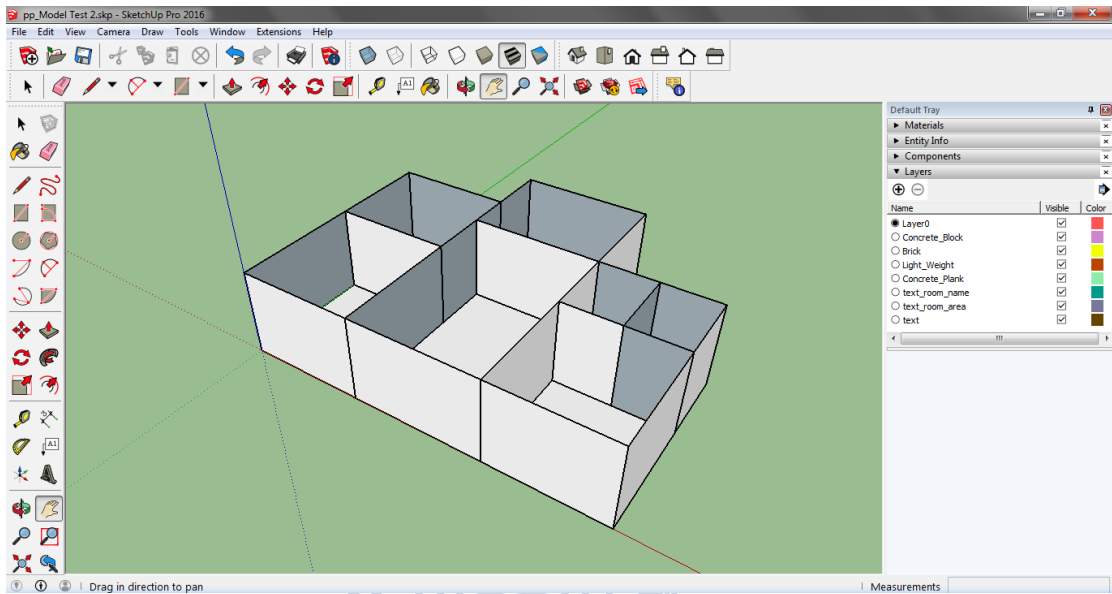 pp_Model Test 2.skp - SketchUp Pro 2016
File Edit View Camera Draw Tools Window Extensions Help
A1
Default Tray
Materials
Entity Info
Components
Layers
Name Visible Color
Layer0
Concrete_Block
Brick
Light_Weight
Concrete_Plank
text_room_name
text_room_area
text
A1
Drag in direction to pan
Measurements